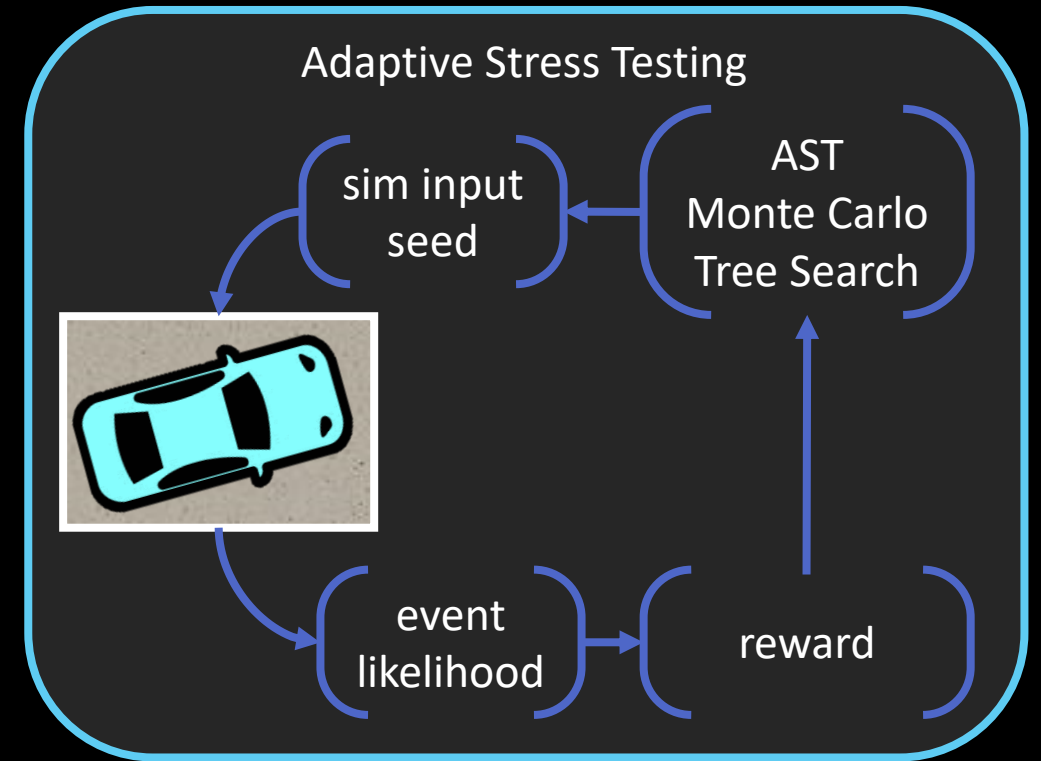 Adaptive Stress Testing
sim input
seed
AST
Monte Carlo
Tree Search
event
likelihood
reward